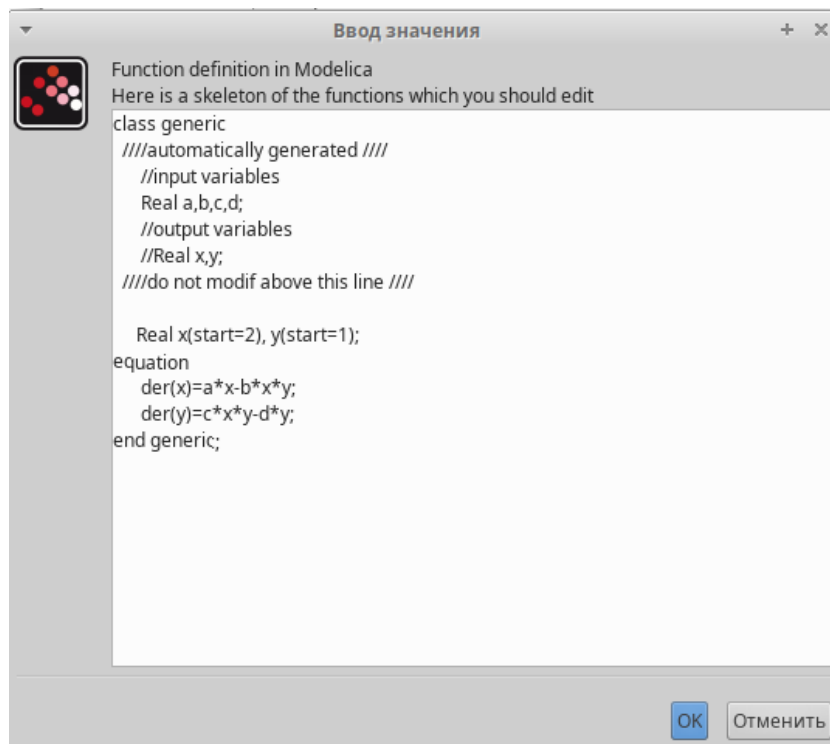 Ввод значения
Function definition in Modelica
Here is a skeleton of the functions which you should edit
class generic
////automatically generated ////
//input variables
Real a,b,c,d;
//output variables
//Real x,y;
////do not modif above this line ////
Real x(start=2), y(start=1);
equation
der(x)=a*x-b*x*y;
der(y)=c*x*y-d*y;
end generic;
OK Отменить